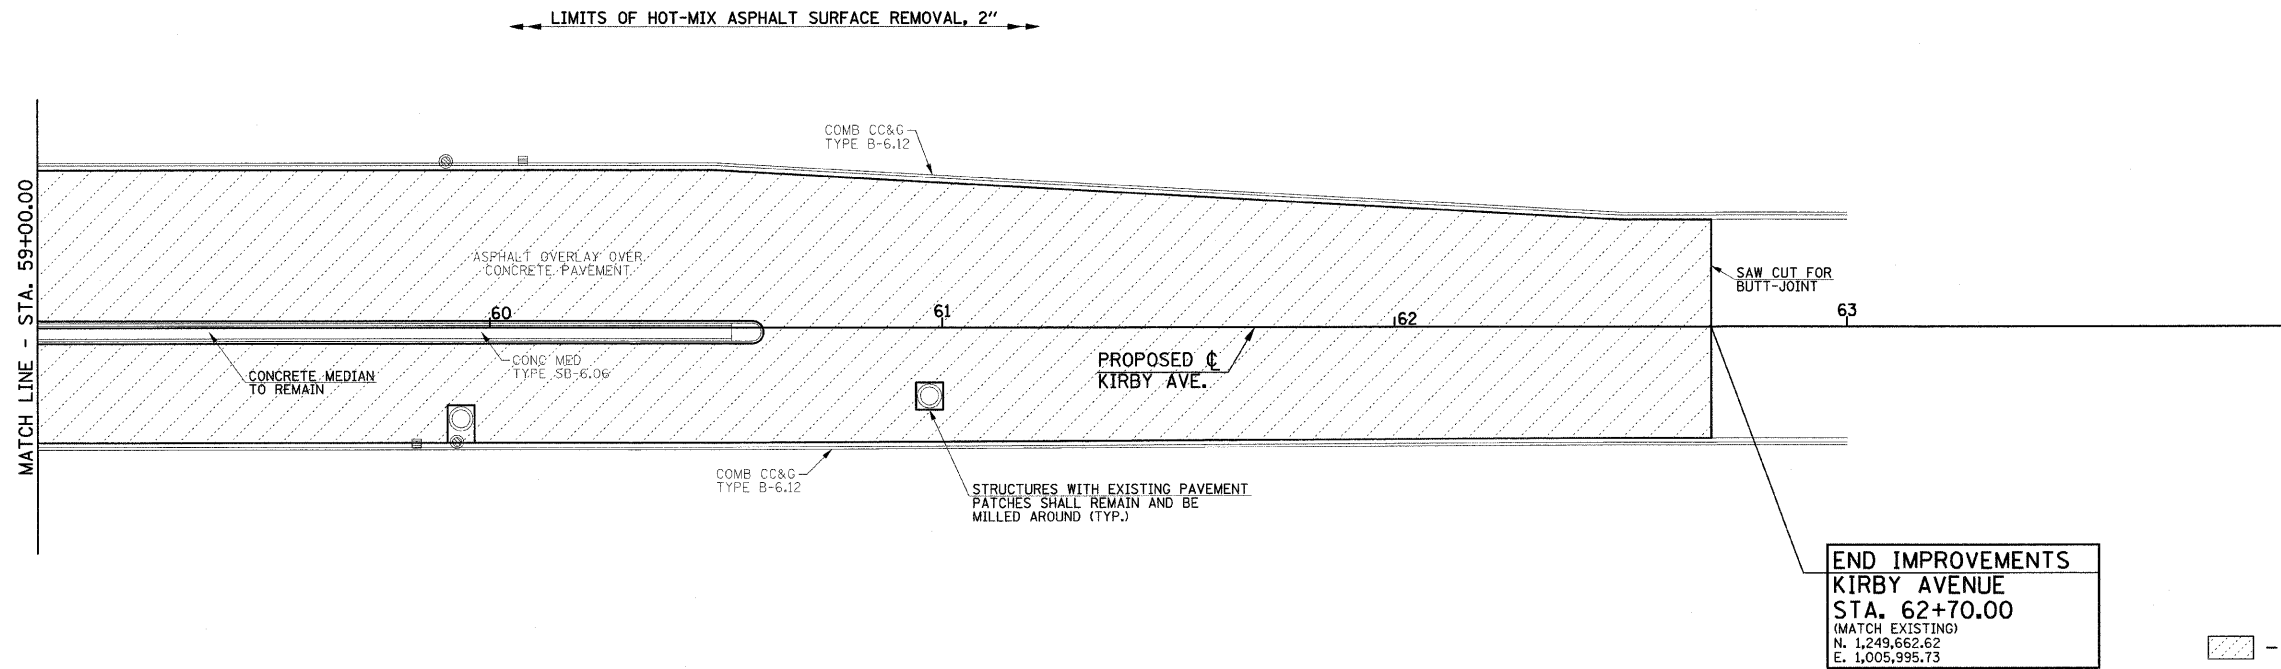 LIMITS OF HOT-MIX ASPHALT SURFACE REMOVAL, 2"
COMB CC&G
TYPE B-6.12
MATCH LINE - STA. 59+00.00
ASPHALT OVERLAY OVER
CONCRETE PAVEMENT
SAW CUT FOR
BUTT-JOINT
60
61
62
63
CONC MED
TYPE SB-6.06
CONCRETE MEDIAN
TO REMAIN
PROPOSED ℄
KIRBY AVE.
COMB CC&G
TYPE B-6.12
STRUCTURES WITH EXISTING PAVEMENT
PATCHES SHALL REMAIN AND BE
MILLED AROUND (TYP.)
END IMPROVEMENTS
KIRBY AVENUE
STA. 62+70.00
(MATCH EXISTING)
N. 1,249,662.62
E. 1,005,995.73
-